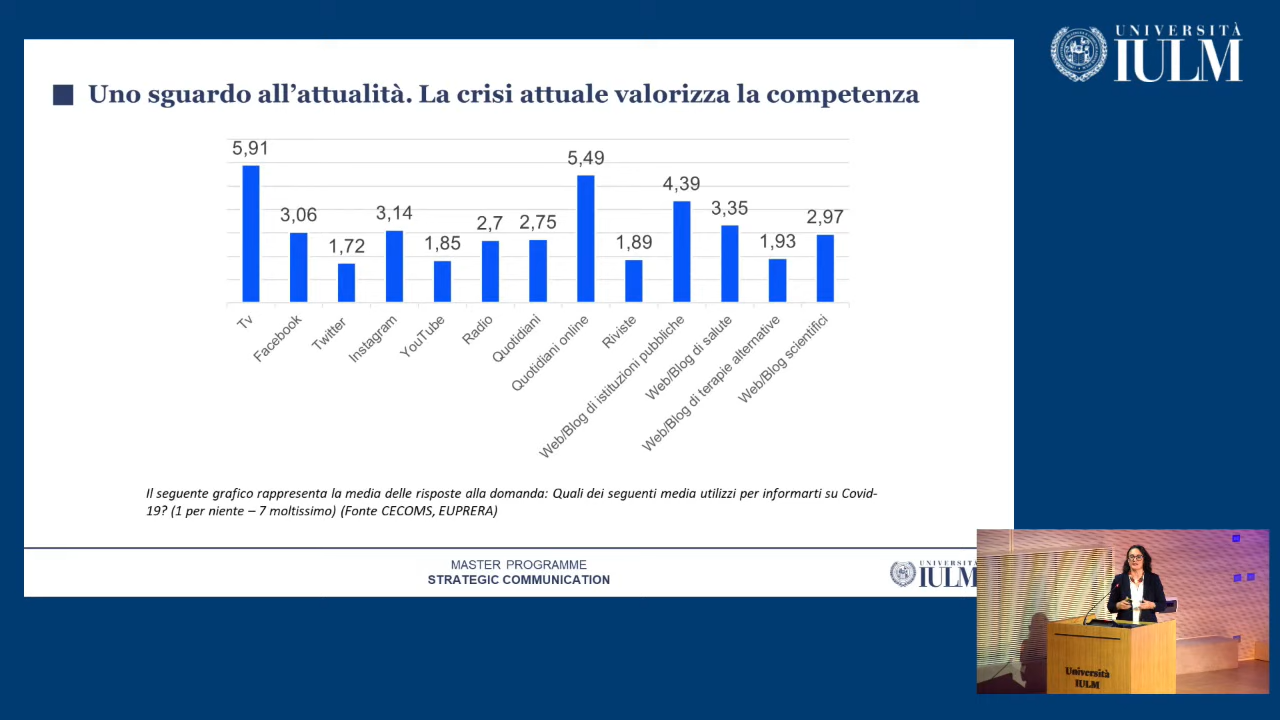 UNIVERSITÀ
IULM
Uno sguardo all’attualità. La crisi attuale valorizza la competenza
5,91
3,06
1,72
3,14
1,85
2,7
2,75
5,49
1,89
4,39
3,35
1,93
2,97
Tv
Facebook
Twitter
Instagram
YouTube
Radio
Quotidiani
Quotidiani online
Riviste
Web/Blog di istituzioni pubbliche
Web/Blog di salute
Web/Blog di terapie alternative
Web/Blog scientifici
Il seguente grafico rappresenta la media delle risposte alla domanda: Quali dei seguenti media utilizzi per informarti su Covid-
19? (1 per niente – 7 moltissimo) (Fonte CECOMS, EUPRERA)
MASTER PROGRAMME
STRATEGIC COMMUNICATION
UNIVERSITÀ
IULM
Università
IULM